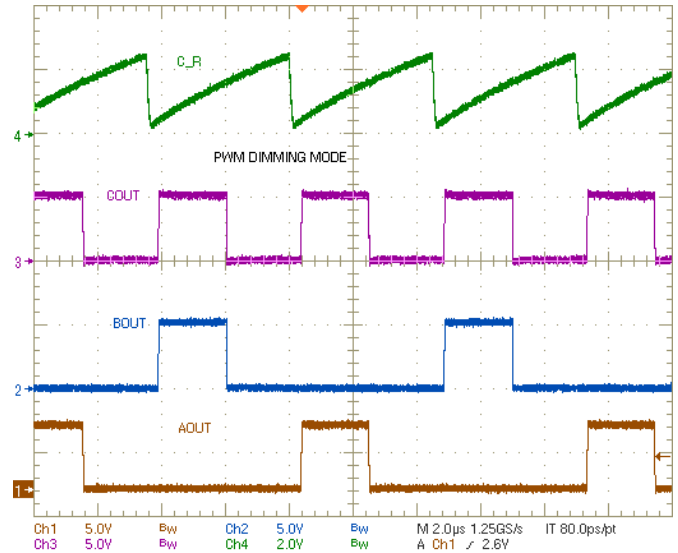 C_R
4
PWM DIMMING MODE
COUT
3
BOUT
2
AOUT
1
Ch1 5.0V Bw Ch2 5.0V Bw M 2.0µs 1.25GS/s IT 80.0ps/pt
Ch3 5.0V Bw Ch4 2.0V Bw A Ch1 / 2.6V